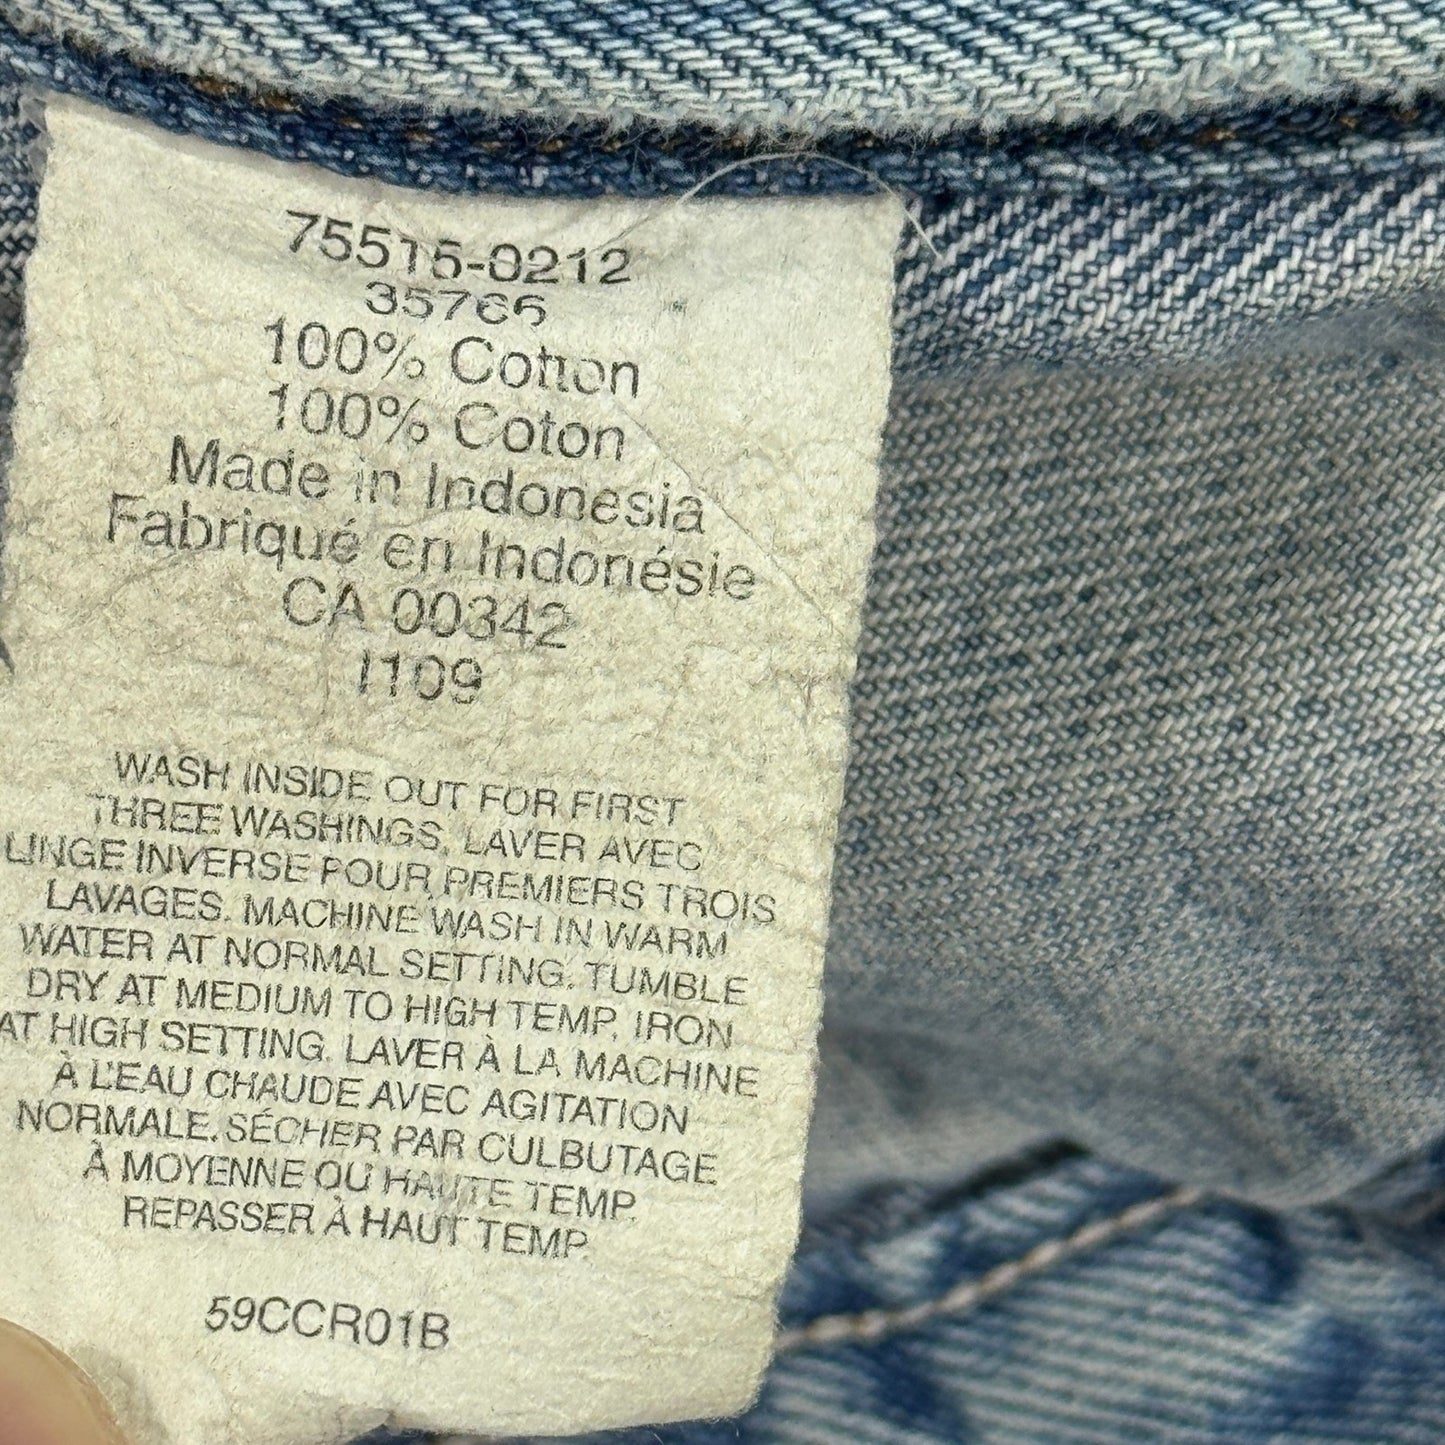 75515-0212
35766
100% Cotton
100% Coton
Made in Indonesia
Fabriqué en Indonésie
CA 00342
I109
WASH INSIDE OUT FOR FIRST
THREE WASHINGS. LAVER AVEC
LINGE INVERSE POUR PREMIERS TROIS
LAVAGES. MACHINE WASH IN WARM
WATER AT NORMAL SETTING. TUMBLE
DRY AT MEDIUM TO HIGH TEMP. IRON
AT HIGH SETTING. LAVER À LA MACHINE
À L'EAU CHAUDE AVEC AGITATION
NORMALE. SÉCHER PAR CULBUTAGE
À MOYENNE OU HAUTE TEMP.
REPASSER À HAUT TEMP.
59CCR01B